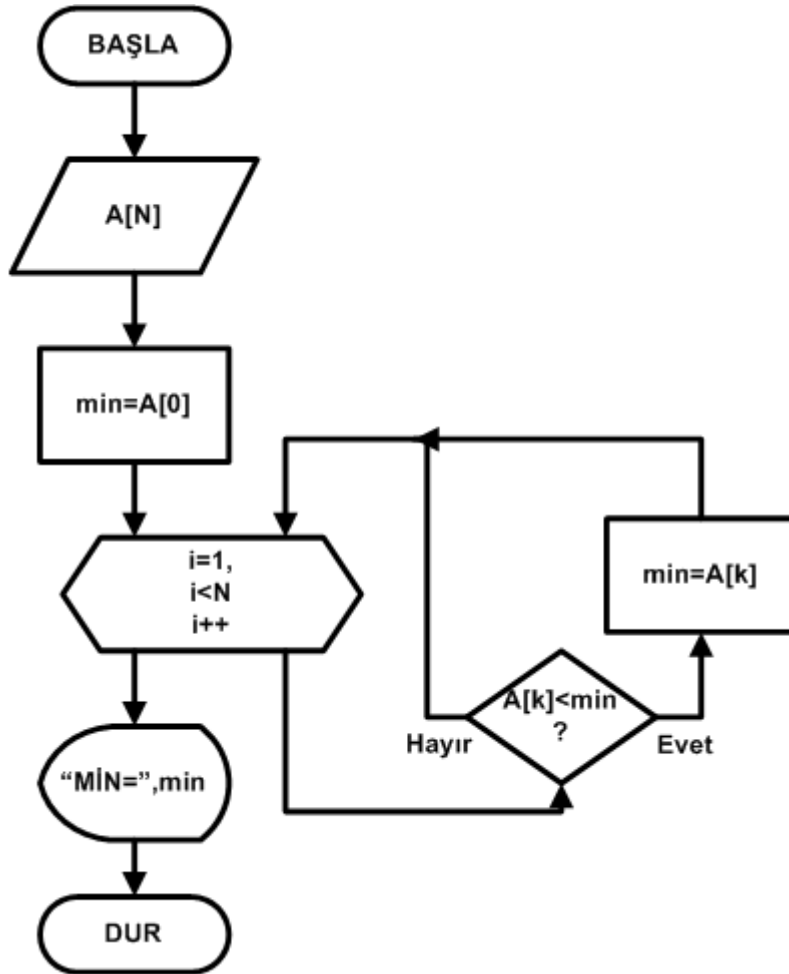 BAŞLA
A[N]
min=A[0]
i=1,
i<N
i++
min=A[k]
A[k]<min
?
Hayır
Evet
“MİN=”,min
DUR